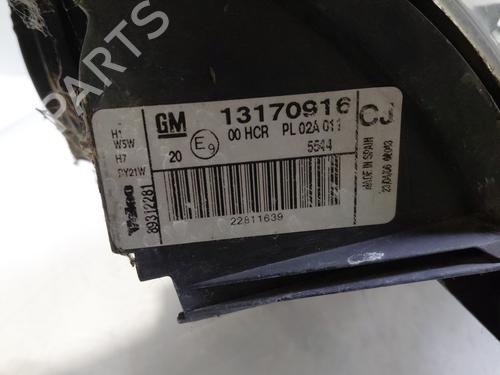 PARTS
GM 13170916 CJ
H1
W5W
H7
PY21W
20 E9 00 HCR PL 02A 011
5544
Valeo
89312281
22811639
MADE IN SPAIN